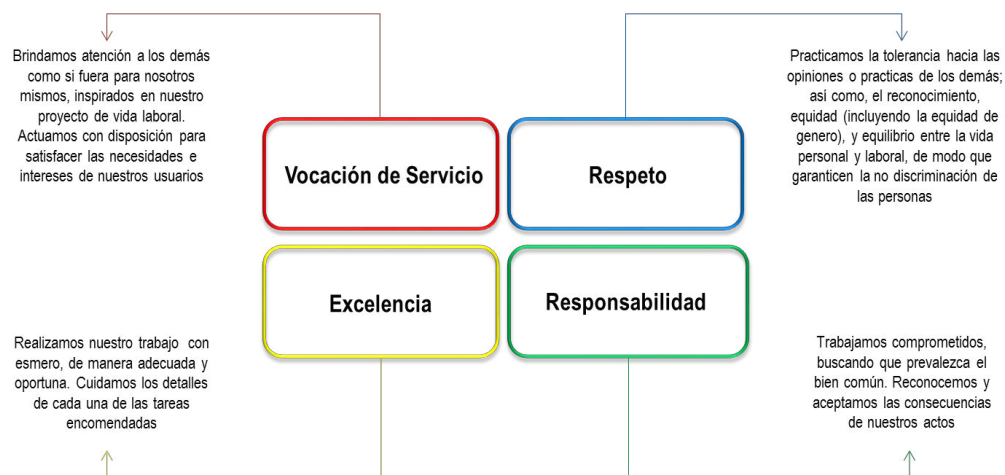 Brindamos atención a los demás
como si fuera para nosotros
mismos, inspirados en nuestro
proyecto de vida laboral.
Actuamos con disposición para
satisfacer las necesidades e
intereses de nuestros usuarios
Vocación de Servicio
Respeto
Practicamos la tolerancia hacia las
opiniones o practicas de los demás;
así como, el reconocimiento,
equidad (incluyendo la equidad de
genero), y equilibrio entre la vida
personal y laboral, de modo que
garanticen la no discriminación de
las personas
Excelencia
Responsabilidad
Realizamos nuestro trabajo con
esmero, de manera adecuada y
oportuna. Cuidamos los detalles
de cada una de las tareas
encomendadas
Trabajamos comprometidos,
buscando que prevalezca el
bien común. Reconocemos y
aceptamos las consecuencias
de nuestros actos